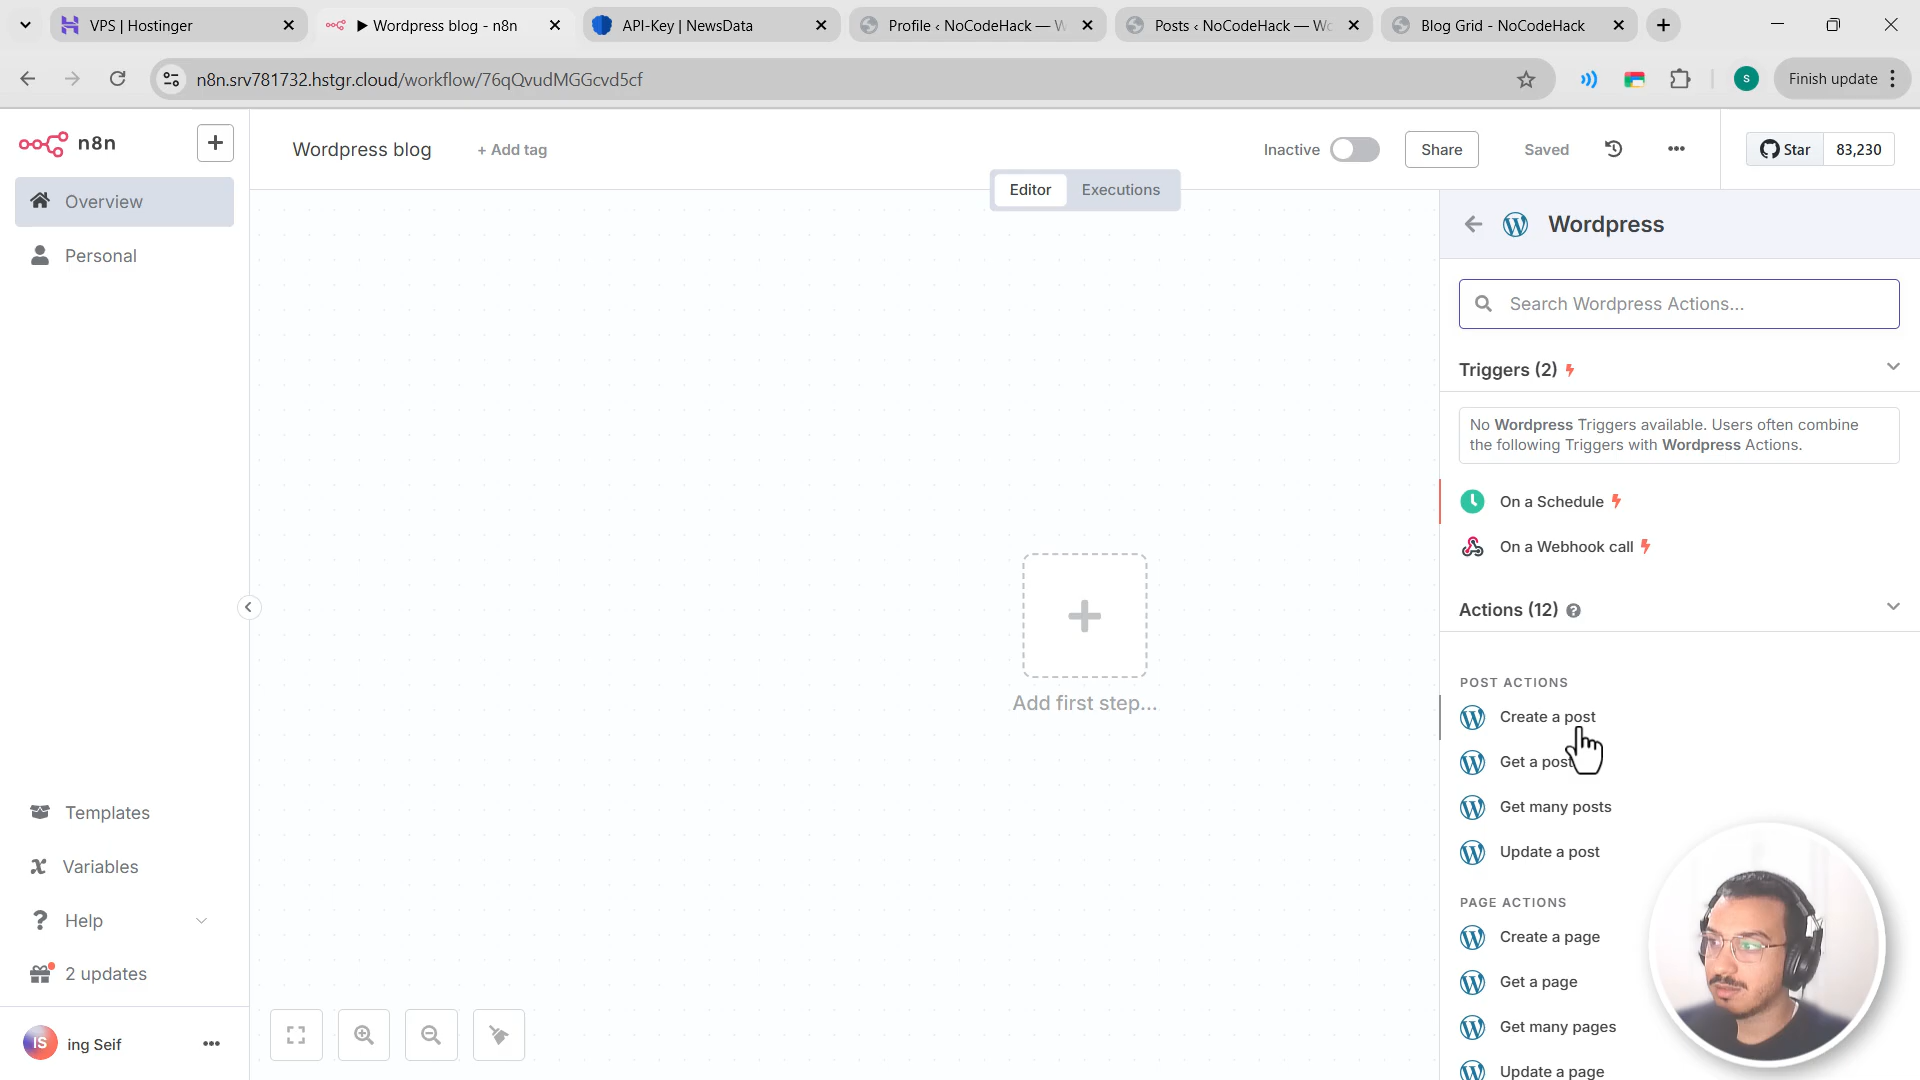 VPS | Hostinger
▶ Wordpress blog - n8n
API-Key | NewsData
Profile ‹ NoCodeHack — W
Posts ‹ NoCodeHack — Wo
Blog Grid - NoCodeHack
n8n.srv781732.hstgr.cloud/workflow/76qQvudMGGcvd5cf
S
Finish update
n8n
Wordpress blog
+ Add tag
Inactive
Share
Saved
Star
83,230
Editor
Executions
Overview
Personal
Wordpress
Search Wordpress Actions...
Triggers (2)
No Wordpress Triggers available. Users often combine
the following Triggers with Wordpress Actions.
On a Schedule
On a Webhook call
Actions (12)
POST ACTIONS
Create a post
Get a post
Get many posts
Update a post
PAGE ACTIONS
Create a page
Get a page
Get many pages
Update a page
Add first step...
Templates
Variables
Help
2 updates
IS
ing Seif